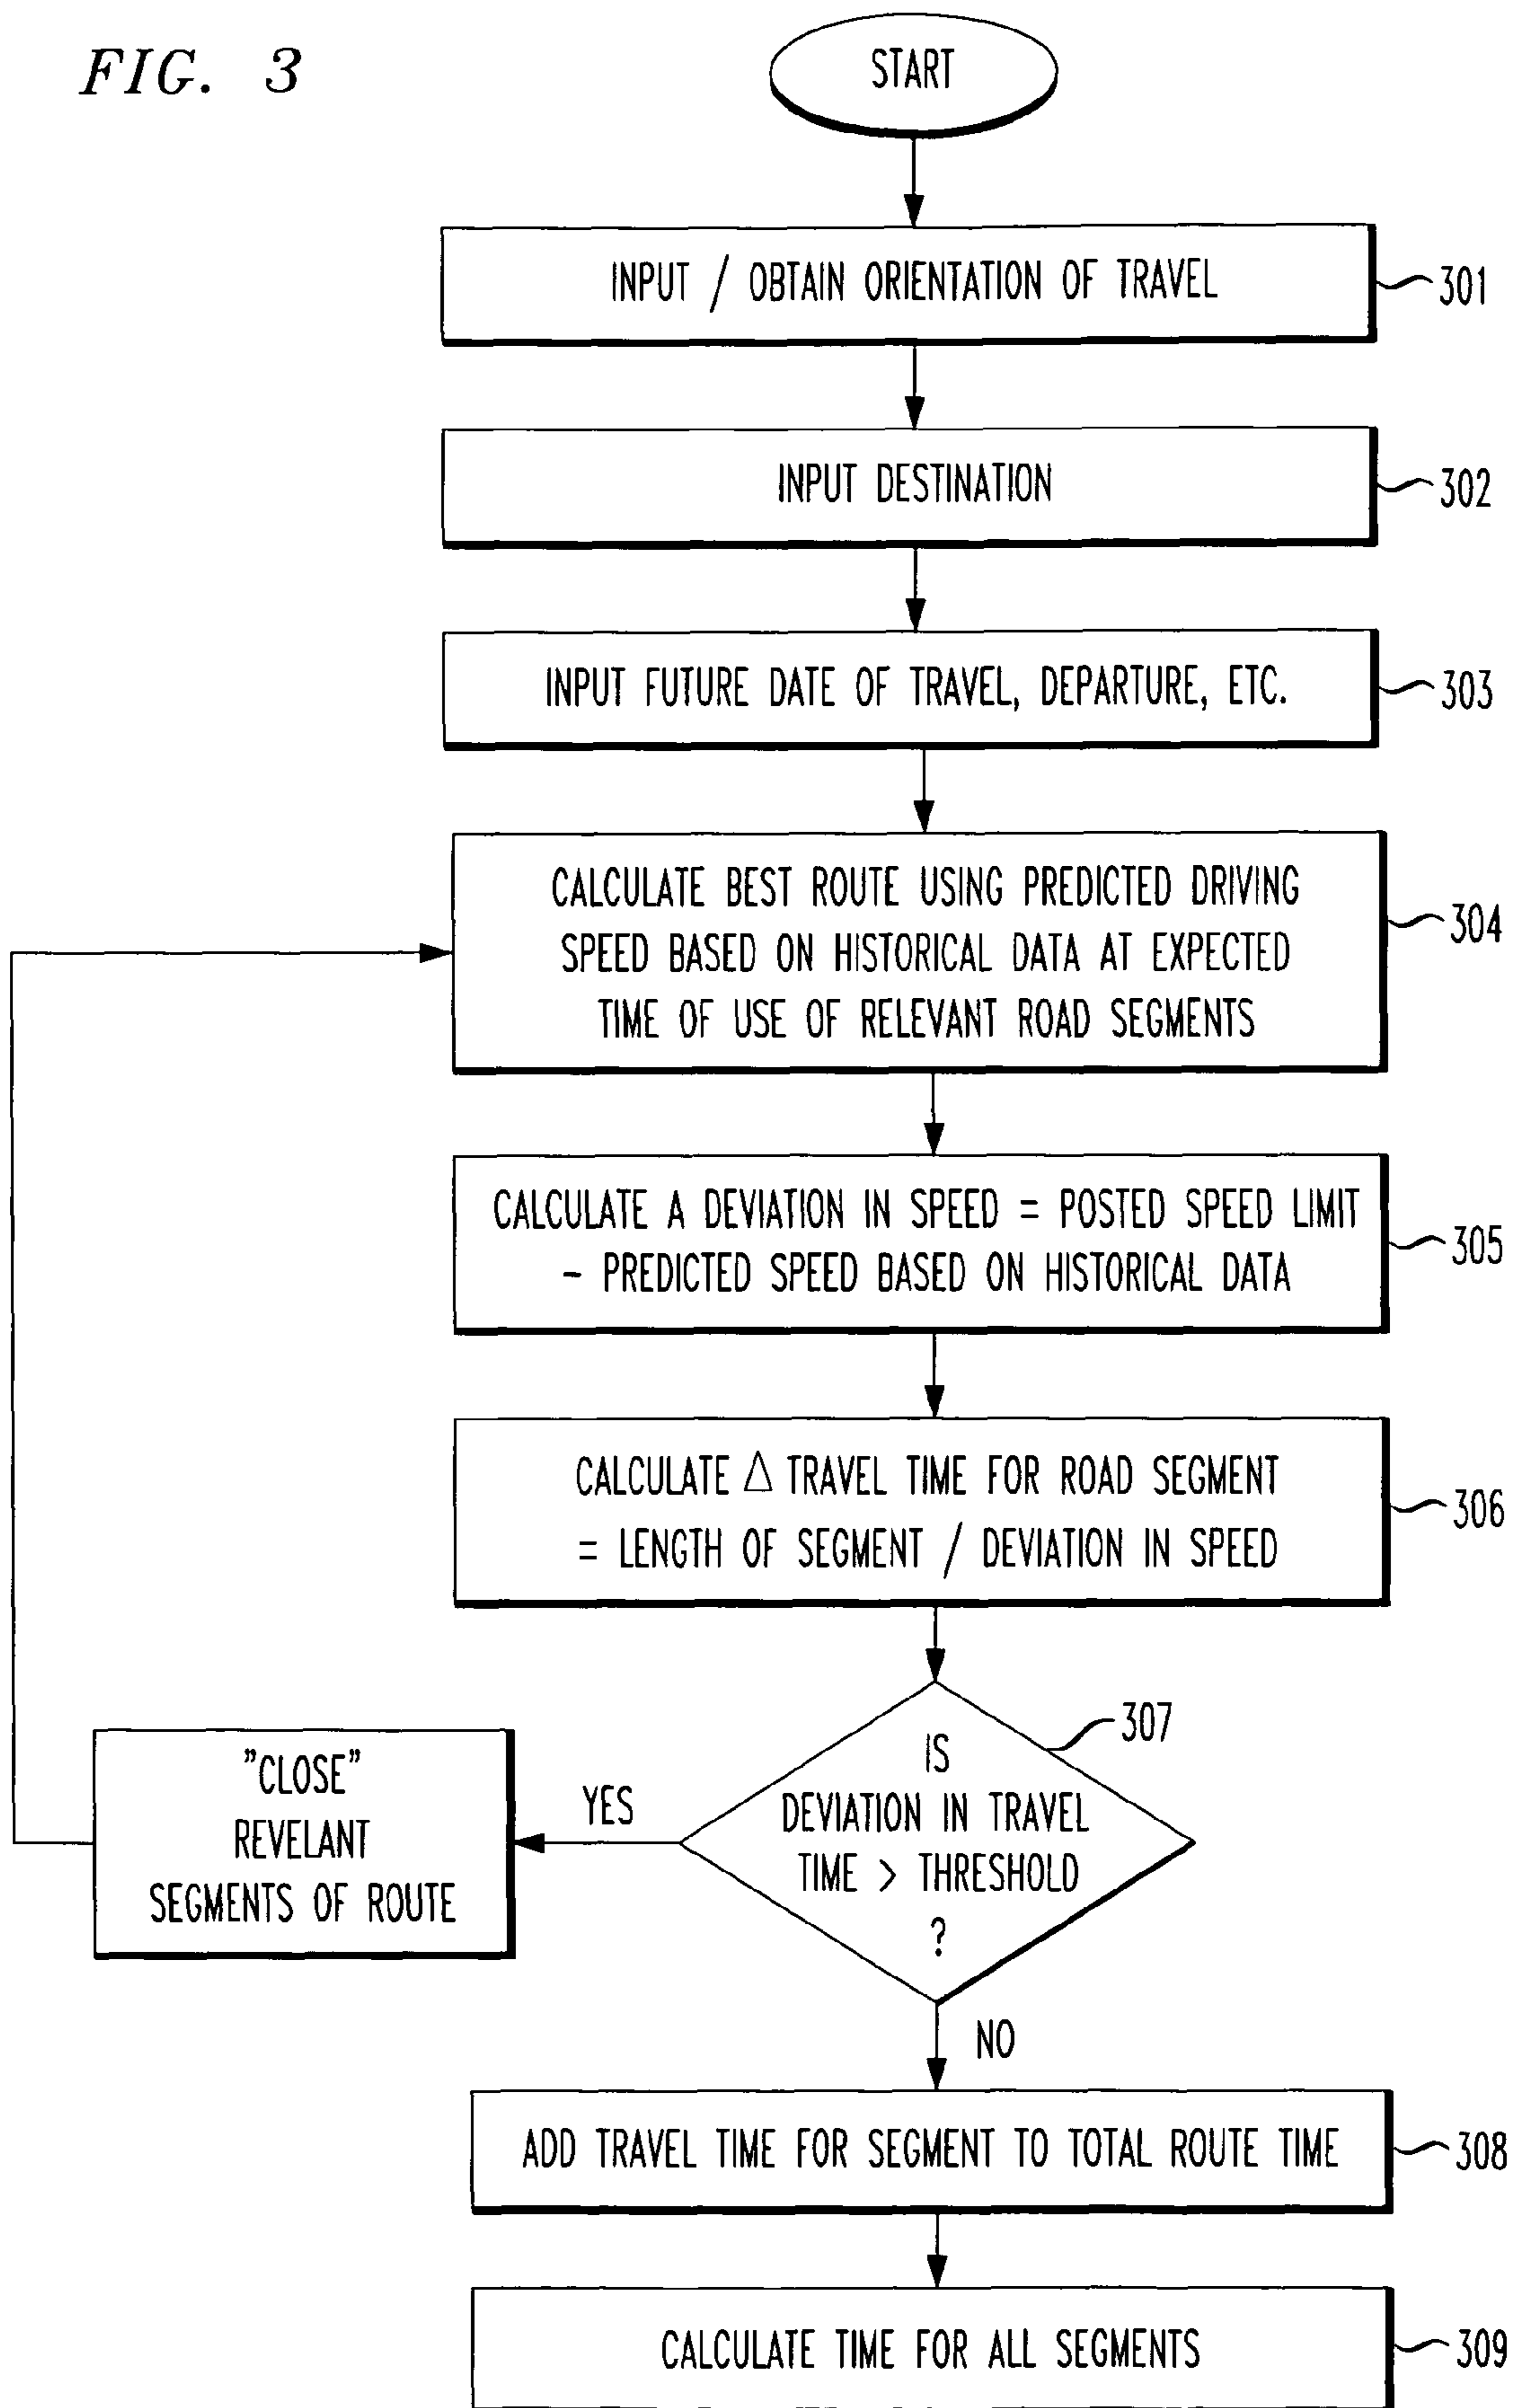 FIG. 3
START
INPUT / OBTAIN ORIENTATION OF TRAVEL
301
INPUT DESTINATION
302
INPUT FUTURE DATE OF TRAVEL, DEPARTURE, ETC.
303
CALCULATE BEST ROUTE USING PREDICTED DRIVING
SPEED BASED ON HISTORICAL DATA AT EXPECTED
TIME OF USE OF RELEVANT ROAD SEGMENTS
304
CALCULATE A DEVIATION IN SPEED = POSTED SPEED LIMIT
- PREDICTED SPEED BASED ON HISTORICAL DATA
305
CALCULATE △ TRAVEL TIME FOR ROAD SEGMENT
= LENGTH OF SEGMENT / DEVIATION IN SPEED
306
IS
DEVIATION IN TRAVEL
TIME > THRESHOLD
?
307
YES
"CLOSE"
REVELANT
SEGMENTS OF ROUTE
NO
ADD TRAVEL TIME FOR SEGMENT TO TOTAL ROUTE TIME
308
CALCULATE TIME FOR ALL SEGMENTS
309